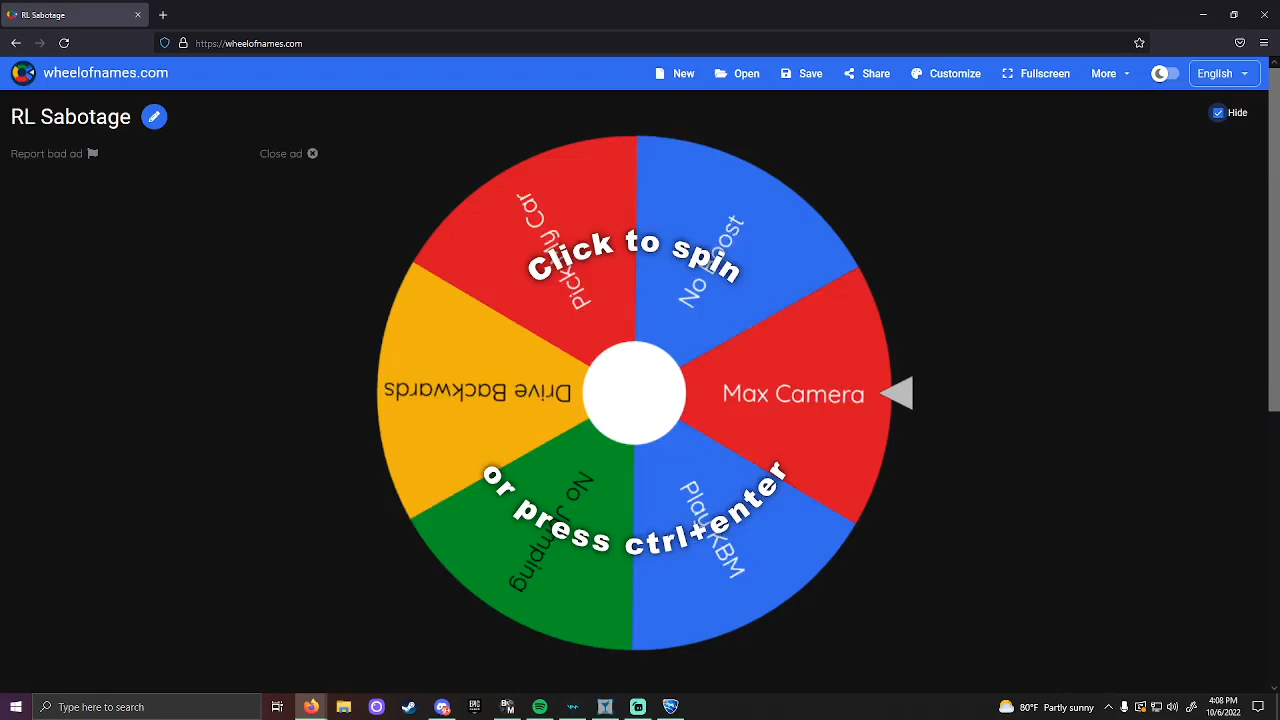 RL Sabotage
https://wheelofnames.com
wheelofnames.com
New
Open
Save
Share
Customize
Fullscreen
More
English
RL Sabotage
Hide
Report bad ad
Close ad
Click to spin
No Boost
Max Camera
Play KBM
No Jumping
Drive Backwards
Pick My Car
or press ctrl+enter
Type here to search
80°F Partly sunny
4:08 PM
10/6/2022